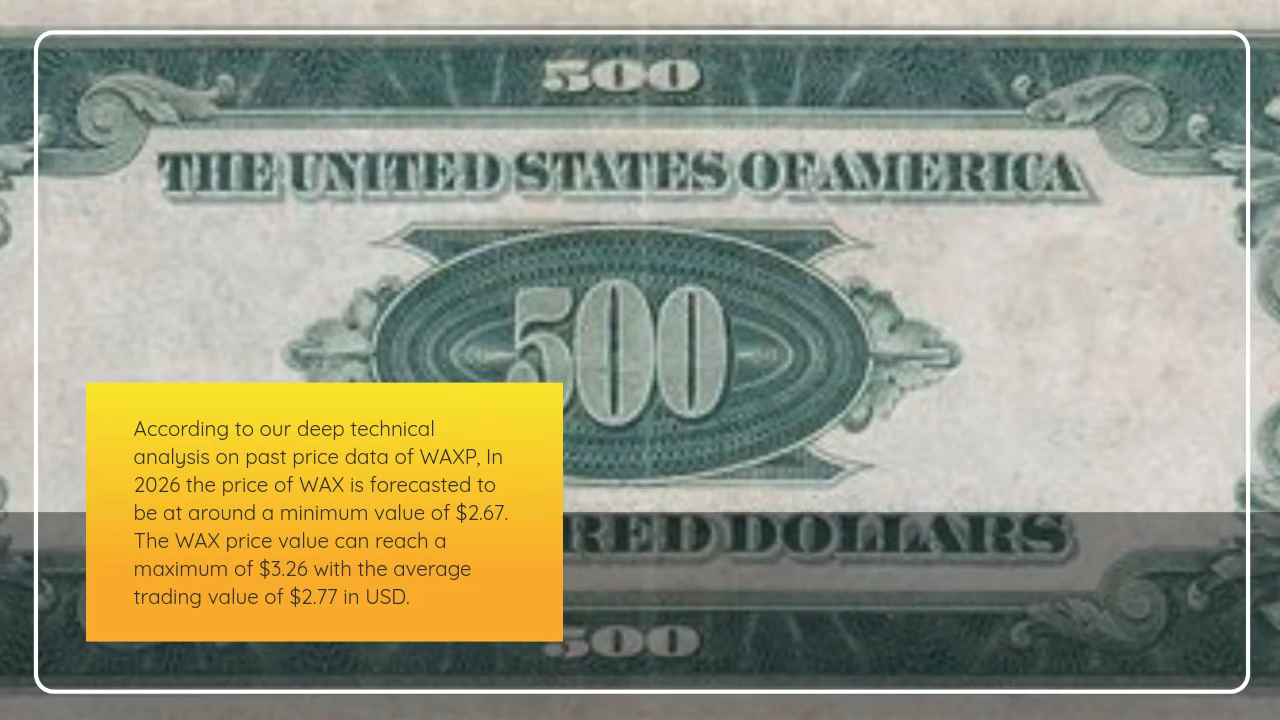 500
THE UNITED STATES OF AMERICA
500
According to our deep technical
analysis on past price data of WAXP, In
2026 the price of WAX is forecasted to
be at around a minimum value of $2.67.
The WAX price value can reach a
maximum of $3.26 with the average
trading value of $2.77 in USD.
DOLLARS
500